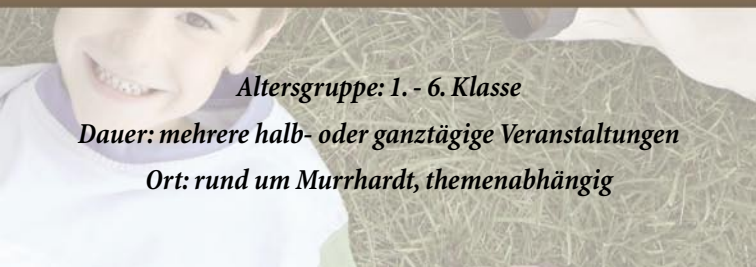 Altersgruppe: 1. - 6. Klasse
Dauer: mehrere halb- oder ganztägige Veranstaltungen
Ort: rund um Murrhardt, themenabhängig